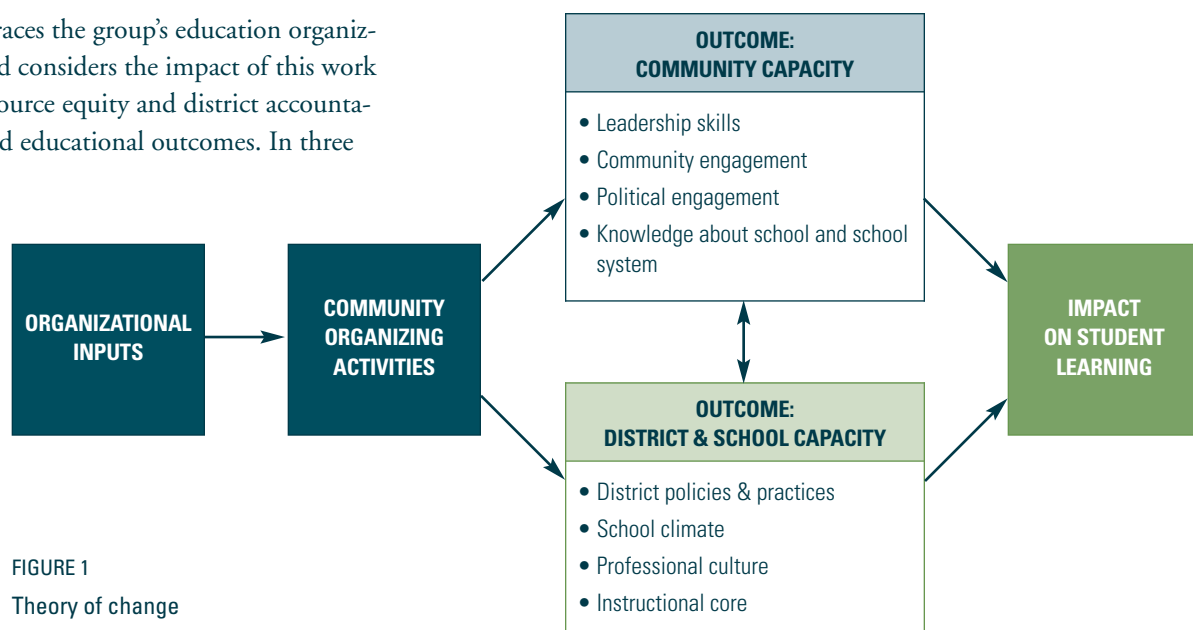 races the group's education organiz-
d considers the impact of this work
ource equity and district accounta-
d educational outcomes. In three
ORGANIZATIONAL
INPUTS
COMMUNITY
ORGANIZING
ACTIVITIES
OUTCOME:
COMMUNITY CAPACITY
• Leadership skills
• Community engagement
• Political engagement
• Knowledge about school and school
system
OUTCOME:
DISTRICT & SCHOOL CAPACITY
• District policies & practices
• School climate
• Professional culture
• Instructional core
IMPACT
ON STUDENT
LEARNING
FIGURE 1
Theory of change